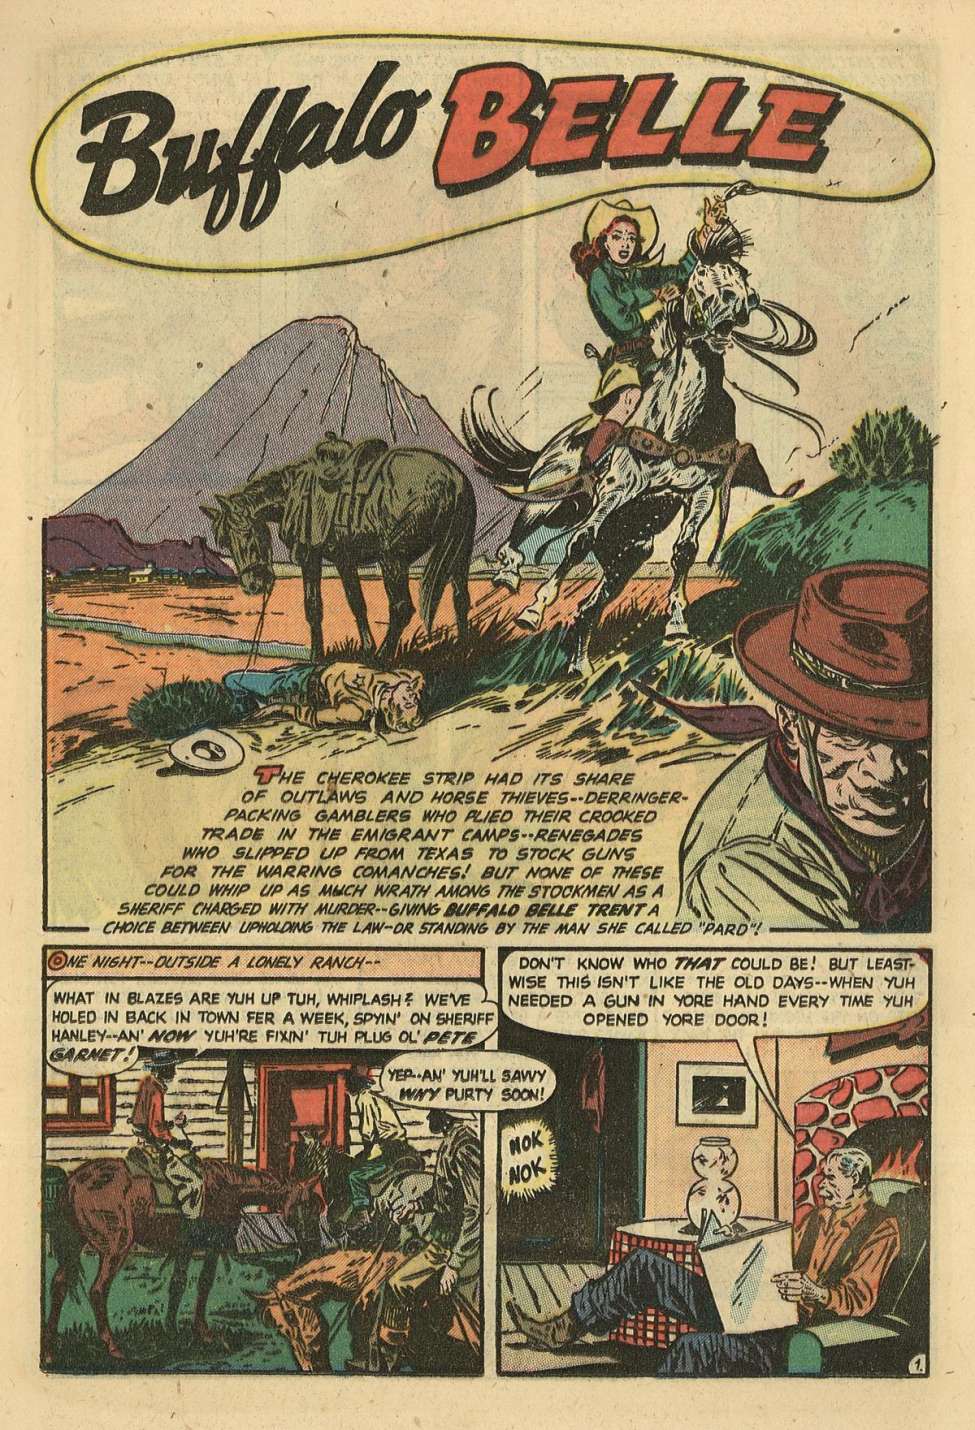 Buffalo BELLE
THE CHEROKEE STRIP HAD ITS SHARE
OF OUTLAWS AND HORSE THIEVES--DERRINGER-
PACKING GAMBLERS WHO PLIED THEIR CROOKED
TRADE IN THE EMIGRANT CAMPS--RENEGADES
WHO SLIPPED UP FROM TEXAS TO STOCK GUNS
FOR THE WARRING COMANCHES! BUT NONE OF THESE
COULD WHIP UP AS MUCH WRATH AMONG THE STOCKMEN AS A
SHERIFF CHARGED WITH MURDER--GIVING BUFFALO BELLE TRENT A
CHOICE BETWEEN UPHOLDING THE LAW--OR STANDING BY THE MAN SHE CALLED "PARD"!
ONE NIGHT--OUTSIDE A LONELY RANCH--
WHAT IN BLAZES ARE YUH UP TUH, WHIPLASH? WE'VE
HOLED IN BACK IN TOWN FER A WEEK, SPYIN' ON SHERIFF
HANLEY--AN' NOW YUH'RE FIXIN' TUH PLUG OL' PETE
GARNET!
YEP--AN' YUH'LL SAVVY
WHY PURTY SOON!
DON'T KNOW WHO THAT COULD BE! BUT LEAST-
WISE THIS ISN'T LIKE THE OLD DAYS--WHEN YUH
NEEDED A GUN IN YORE HAND EVERY TIME YUH
OPENED YORE DOOR!
NOK
NOK
1.